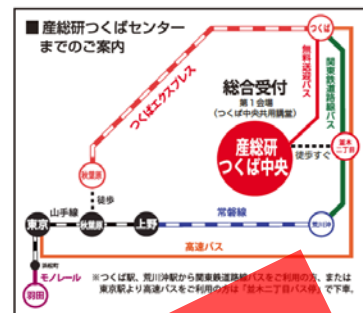 ■産総研つくばセンター
までのご案内
つくば
つくばエクスプレス
無料送迎バス
関東鉄道路線バス
総合受付
第1会場
(つくば中央共用講堂)
産総研
つくば中央
徒歩すぐ
並木
二丁目
秋葉原
徒歩
山手線
東京
秋葉原
上野
常磐線
荒川沖
高速バス
浜松町
モノレール
羽田
※つくば駅、荒川沖駅から関東鉄道路線バスをご利用の方、または
東京駅より高速バスをご利用の方は「並木二丁目バス停」で下車。